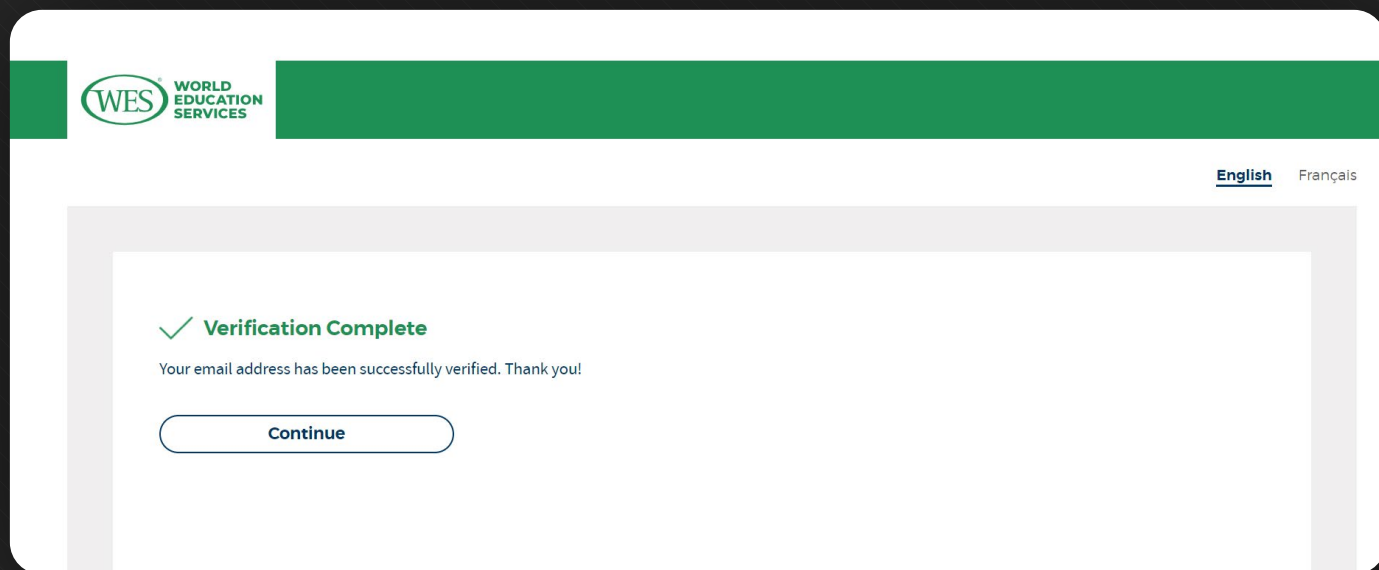 WES®
WORLD
EDUCATION
SERVICES
English Français
Verification Complete
Your email address has been successfully verified. Thank you!
Continue